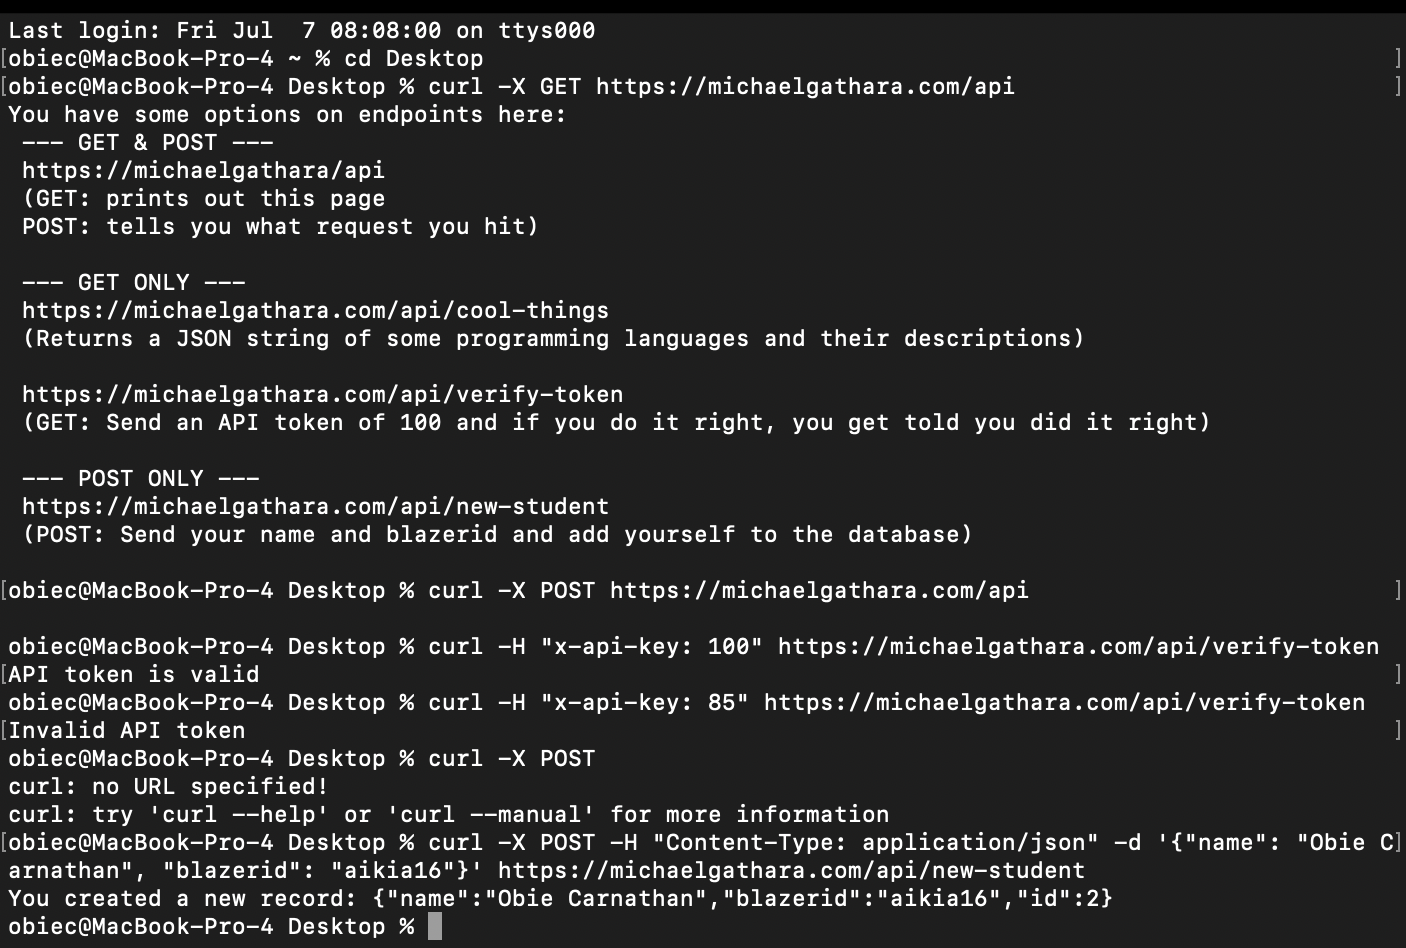 Last login: Fri Jul  7 08:08:00 on ttys000
[obiec@MacBook-Pro-4 ~ % cd Desktop ]
[obiec@MacBook-Pro-4 Desktop % curl -X GET https://michaelgathara.com/api ]
You have some options on endpoints here:
--- GET & POST ---
https://michaelgathara/api
(GET: prints out this page
POST: tells you what request you hit)
--- GET ONLY ---
https://michaelgathara.com/api/cool-things
(Returns a JSON string of some programming languages and their descriptions)
https://michaelgathara.com/api/verify-token
(GET: Send an API token of 100 and if you do it right, you get told you did it right)
--- POST ONLY ---
https://michaelgathara.com/api/new-student
(POST: Send your name and blazerid and add yourself to the database)
[obiec@MacBook-Pro-4 Desktop % curl -X POST https://michaelgathara.com/api ]
obiec@MacBook-Pro-4 Desktop % curl -H "x-api-key: 100" https://michaelgathara.com/api/verify-token
[API token is valid ]
obiec@MacBook-Pro-4 Desktop % curl -H "x-api-key: 85" https://michaelgathara.com/api/verify-token
[Invalid API token ]
obiec@MacBook-Pro-4 Desktop % curl -X POST
curl: no URL specified!
curl: try 'curl --help' or 'curl --manual' for more information
[obiec@MacBook-Pro-4 Desktop % curl -X POST -H "Content-Type: application/json" -d '{"name": "Obie C]
arnathan", "blazerid": "aikia16"}' https://michaelgathara.com/api/new-student
You created a new record: {"name":"Obie Carnathan","blazerid":"aikia16","id":2}
obiec@MacBook-Pro-4 Desktop %